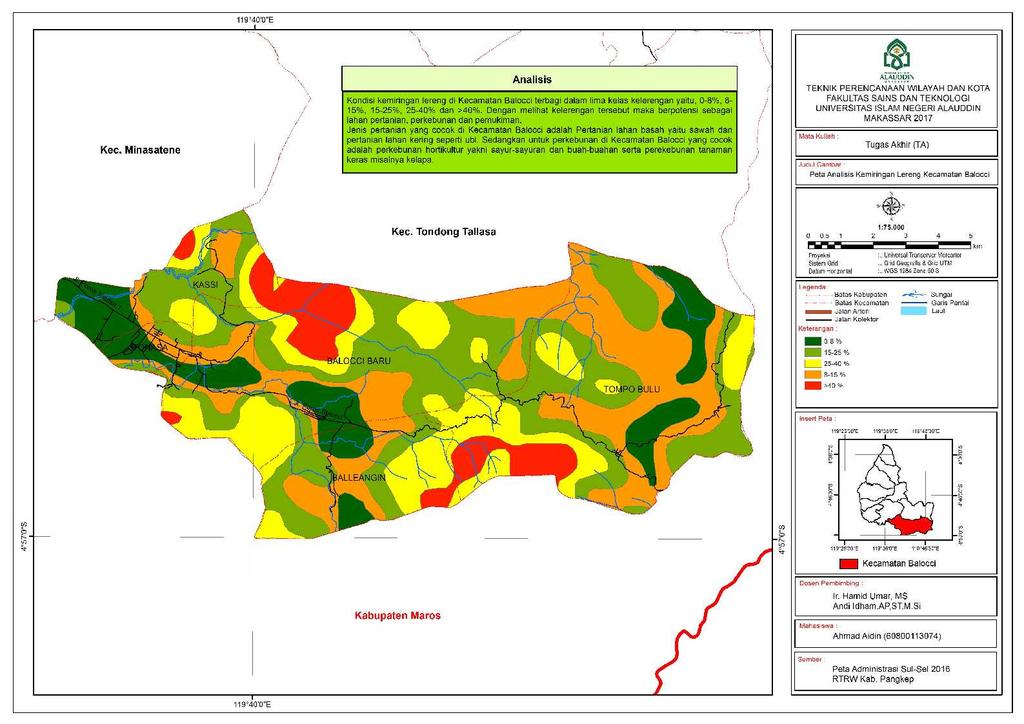 119°40'0"E
Analisis
Kondisi kemiringan lereng di Kecamatan Balocci terbagi dalam lima kelas kelerengan yaitu, 0-8%, 8-
15%, 15-25%, 25-40% dan >40%. Dengan melihat kelerengan tersebut maka berpotensi sebagai
lahan pertanian, perkebunan dan pemukiman.
Jenis pertanian yang cocok di Kecamatan Balocci adalah Pertanian lahan basah yaitu sawah dan
pertanian lahan kering seperti ubi. Sedangkan untuk perkebunan di Kecamatan Balocci yang cocok
adalah perkebunan hortikultur yakni sayur-sayuran dan buah-buahan serta perekebunan tanaman
keras misalnya kelapa.
Kec. Minasatene
Kec. Tondong Tallasa
KASSI
BALOCCI BARU
TOMPO BULU
BALLEANGIN
4°57'0"S
4°57'0"S
Kabupaten Maros
119°40'0"E
ALAUDDIN
TEKNIK PERENCANAAN WILAYAH DAN KOTA
FAKULTAS SAINS DAN TEKNOLOGI
UNIVERSITAS ISLAM NEGERI ALAUDDIN
MAKASSAR 2017
Mata Kuliah :
Tugas Akhir (TA)
Judul Gambar :
Peta Analisis Kemiringan Lereng Kecamatan Balocci
1:75.000
0 0,5 1 2 3 4 5
km
Proyeksi : Universal Transverser Mercartor
Sistem Grid : Grid Geografis & Grid UTM
Datum Horizontal : WGS 1984 Zona 50 S
Legenda
Batas Kabupaten
Batas Kecamatan
Jalan Arteri
Jalan Kolektor
Sungai
Garis Pantai
Laut
Keterangan :
0-8 %
15-25 %
25-40 %
8-15 %
>40 %
Insert Peta :
Kecamatan Balocci
Dosen Pembimbing :
Ir. Hamid Umar, MS
Andi Idham.AP,ST,M.Si
Mahasiswa :
Ahmad Aidin (60800113074)
Sumber :
Peta Administrasi Sul-Sel 2016
RTRW Kab. Pangkep